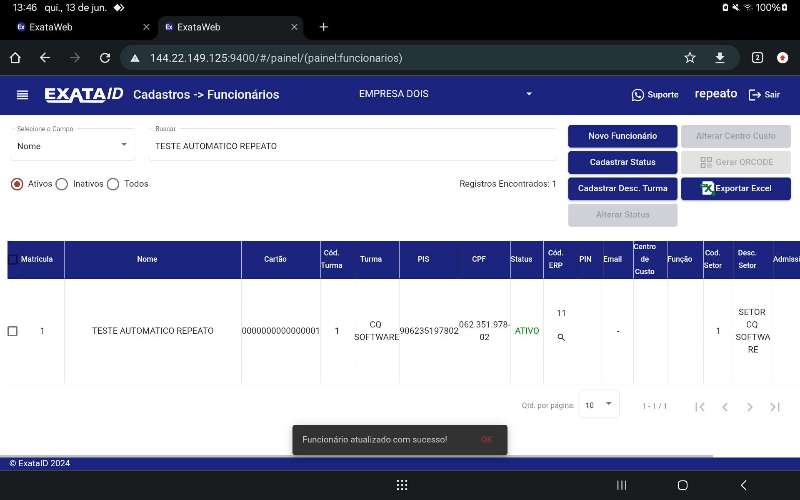 13:46 qui., 13 de jun.
100%
ExataWeb
ExataWeb
144.22.149.125:9400/#/painel/(painel:funcionarios)
2
EXATA ID Cadastros -> Funcionários EMPRESA DOIS Suporte repeato Sair
Selecione o Campo
Nome
Buscar
TESTE AUTOMATICO REPEATO
Novo Funcionário
Alterar Centro Custo
Cadastrar Status
Gerar QRCODE
Cadastrar Desc. Turma
Exportar Excel
Alterar Status
Ativos Inativos Todos
Registros Encontrados: 1
Matricula Nome Cartão Cód. Turma Turma PIS CPF Status Cód. ERP PIN Email Centro de Custo Função Cod. Setor Desc. Setor Admissi
1 TESTE AUTOMATICO REPEATO 0000000000000001 1 CQ SOFTWARE 906235197802 062.351.978-02 ATIVO 11 - 1 SETOR CQ SOFTWARE
Qtd. por página: 10 1 - 1 / 1
Funcionário atualizado com sucesso! OK
© ExataID 2024